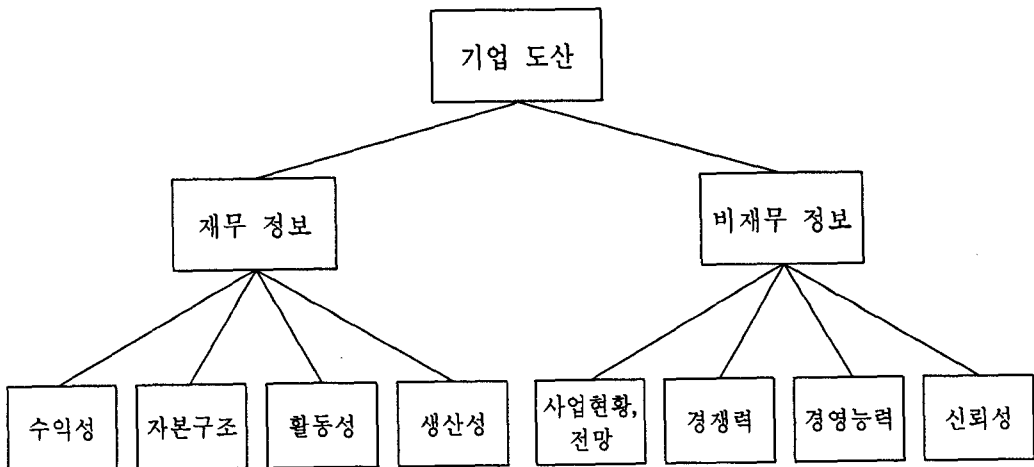 기업 도산
재무 정보
비재무 정보
수익성
자본구조
활동성
생산성
사업현황,
전망
경쟁력
경영능력
신뢰성